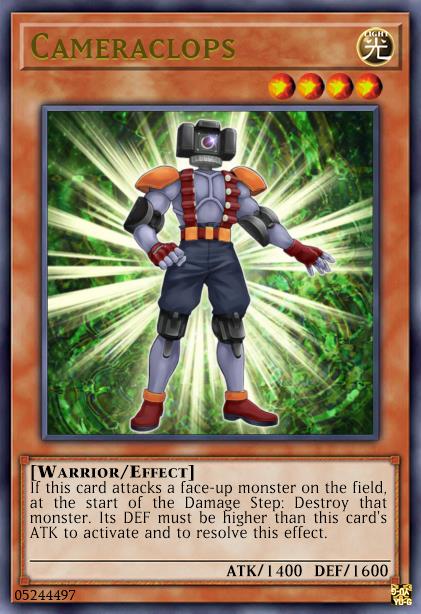 Cameraclops
LIGHT
光
[Warrior/Effect]
If this card attacks a face-up monster on the field,
at the start of the Damage Step: Destroy that
monster. Its DEF must be higher than this card's
ATK to activate and to resolve this effect.
ATK/1400 DEF/1600
05244497